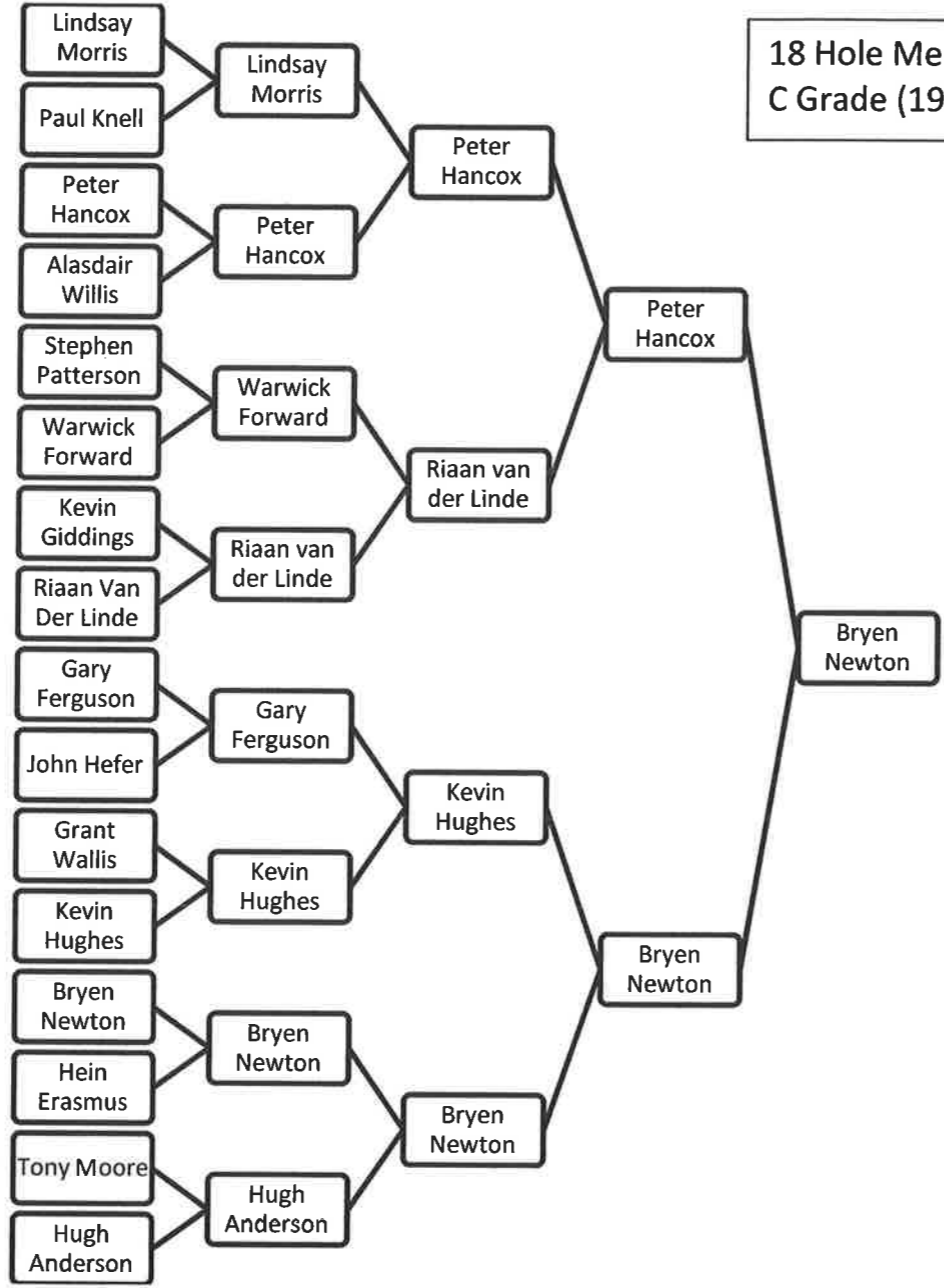 Lindsay
Morris
Paul Knell
Peter
Hancox
Alasdair
Willis
Stephen
Patterson
Warwick
Forward
Kevin
Giddings
Riaan Van
Der Linde
Gary
Ferguson
John Hefer
Grant
Wallis
Kevin
Hughes
Bryen
Newton
Hein
Erasmus
Tony Moore
Hugh
Anderson
Lindsay
Morris
Peter
Hancox
Warwick
Forward
Riaan van
der Linde
Gary
Ferguson
Kevin
Hughes
Bryen
Newton
Hugh
Anderson
Peter
Hancox
Riaan van
der Linde
Kevin
Hughes
Bryen
Newton
Peter
Hancox
Bryen
Newton
Bryen
Newton
18 Hole Me
C Grade (19